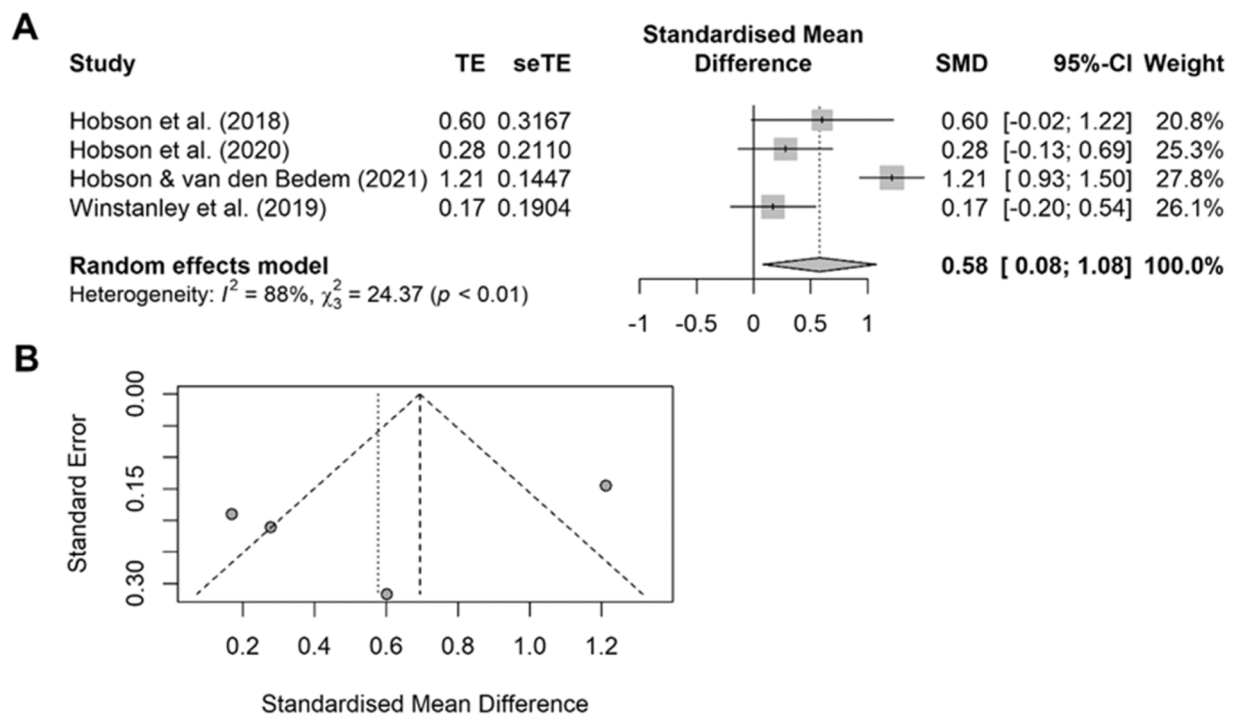 A
Standardised Mean
Study TE seTE Difference SMD 95%-CI Weight
Hobson et al. (2018) 0.60 0.3167 0.60 [-0.02; 1.22] 20.8%
Hobson et al. (2020) 0.28 0.2110 0.28 [-0.13; 0.69] 25.3%
Hobson & van den Bedem (2021) 1.21 0.1447 1.21 [ 0.93; 1.50] 27.8%
Winstanley et al. (2019) 0.17 0.1904 0.17 [-0.20; 0.54] 26.1%
Random effects model 0.58 [ 0.08; 1.08] 100.0%
Heterogeneity: I² = 88%, χ²₃ = 24.37 (p < 0.01)
-1 -0.5 0 0.5 1
B
Standard Error
0.00
0.15
0.30
0.2 0.4 0.6 0.8 1.0 1.2
Standardised Mean Difference